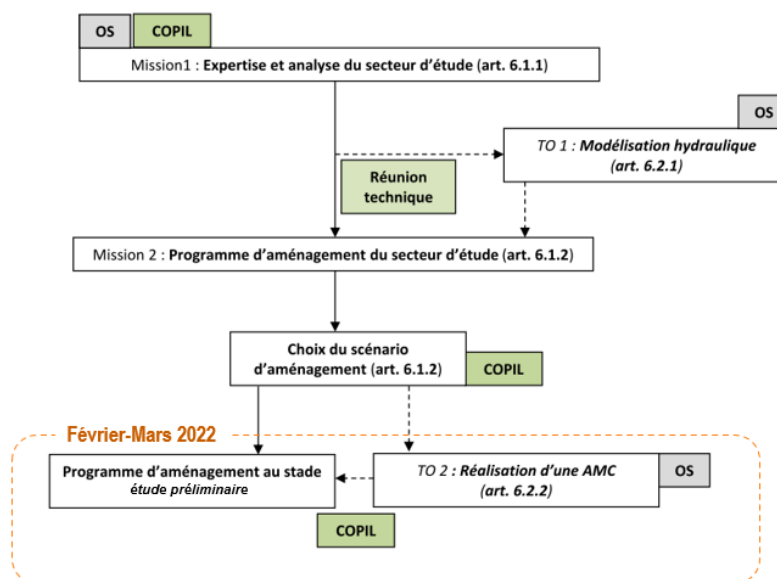 OS
COPIL
Mission1 : Expertise et analyse du secteur d'étude (art. 6.1.1)
OS
TO 1 : Modélisation hydraulique
(art. 6.2.1)
Réunion
technique
Mission 2 : Programme d'aménagement du secteur d'étude (art. 6.1.2)
Choix du scénario
d'aménagement (art. 6.1.2)
COPIL
Février-Mars 2022
Programme d'aménagement au stade
étude préliminaire
TO 2 : Réalisation d'une AMC
(art. 6.2.2)
OS
COPIL